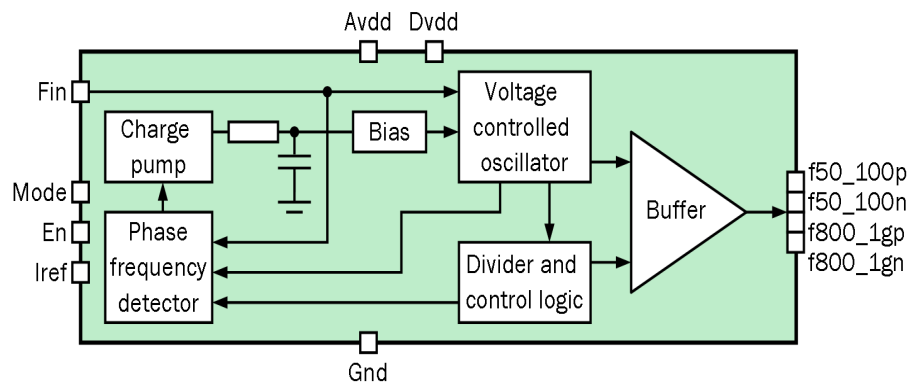 Avdd Dvdd
Fin
Charge
pump
Bias
Voltage
controlled
oscillator
Mode
En
Iref
Phase
frequency
detector
Divider and
control logic
Buffer
f50_100p
f50_100n
f800_1gp
f800_1gn
Gnd